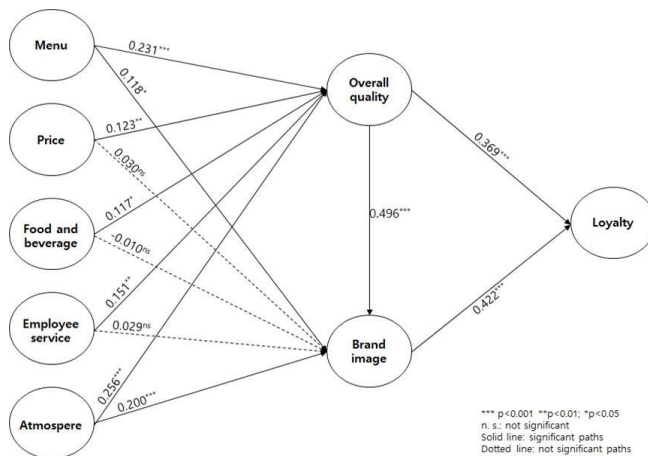 Menu
Price
Food and
beverage
Employee
service
Atmospere
0.231***
0.118*
0.123**
0.030ns
0.117*
-0.010ns
0.151**
0.029ns
0.256***
0.200***
Overall
quality
0.496***
Brand
image
0.369***
0.422***
Loyalty
*** p<0.001 **p<0.01; *p<0.05
n. s.: not significant
Solid line: significant paths
Dotted line: not significant paths